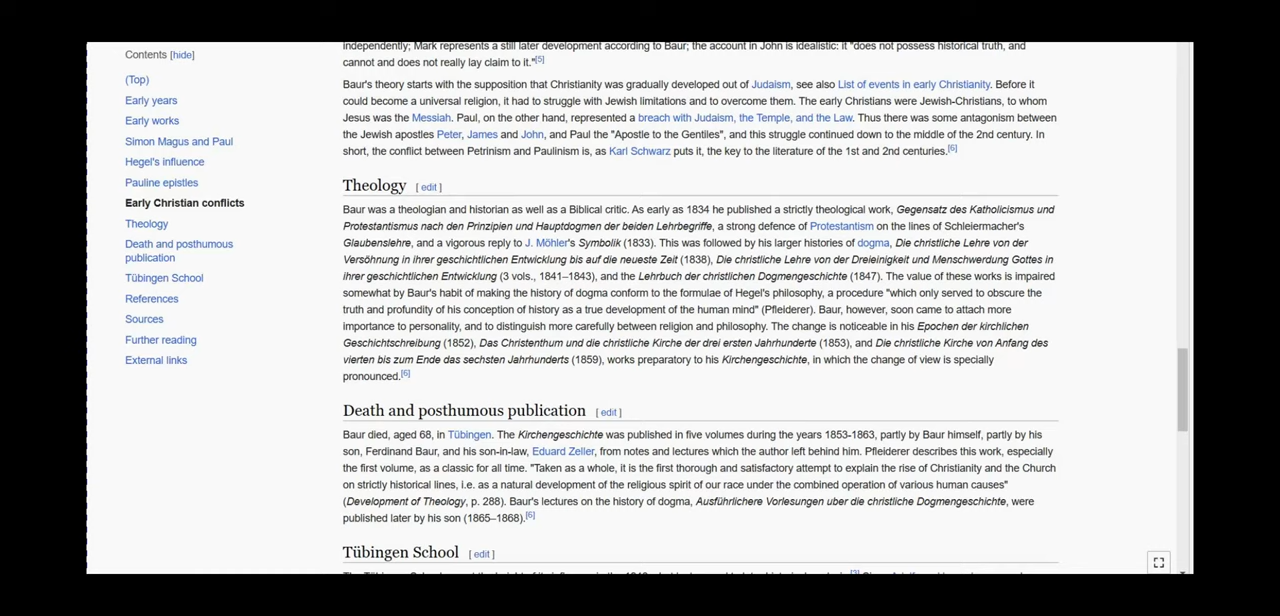 Contents [hide]
(Top)
Early years
Early works
Simon Magus and Paul
Hegel's influence
Pauline epistles
Early Christian conflicts
Theology
Death and posthumous
publication
Tübingen School
References
Sources
Further reading
External links
independently; Mark represents a still later development according to Baur; the account in John is idealistic: it "does not possess historical truth, and
cannot and does not really lay claim to it."[5]
Baur's theory starts with the supposition that Christianity was gradually developed out of Judaism, see also List of events in early Christianity. Before it
could become a universal religion, it had to struggle with Jewish limitations and to overcome them. The early Christians were Jewish-Christians, to whom
Jesus was the Messiah. Paul, on the other hand, represented a breach with Judaism, the Temple, and the Law. Thus there was some antagonism between
the Jewish apostles Peter, James and John, and Paul the "Apostle to the Gentiles", and this struggle continued down to the middle of the 2nd century. In
short, the conflict between Petrinism and Paulinism is, as Karl Schwarz puts it, the key to the literature of the 1st and 2nd centuries.[6]
Theology [ edit ]
Baur was a theologian and historian as well as a Biblical critic. As early as 1834 he published a strictly theological work, Gegensatz des Katholicismus und
Protestantismus nach den Prinzipien und Hauptdogmen der beiden Lehrbegriffe, a strong defence of Protestantism on the lines of Schleiermacher's
Glaubenslehre, and a vigorous reply to J. Möhler's Symbolik (1833). This was followed by his larger histories of dogma, Die christliche Lehre von der
Versöhnung in ihrer geschichtlichen Entwicklung bis auf die neueste Zeit (1838), Die christliche Lehre von der Dreieinigkeit und Menschwerdung Gottes in
ihrer geschichtlichen Entwicklung (3 vols., 1841–1843), and the Lehrbuch der christlichen Dogmengeschichte (1847). The value of these works is impaired
somewhat by Baur's habit of making the history of dogma conform to the formulae of Hegel's philosophy, a procedure "which only served to obscure the
truth and profundity of his conception of history as a true development of the human mind" (Pfleiderer). Baur, however, soon came to attach more
importance to personality, and to distinguish more carefully between religion and philosophy. The change is noticeable in his Epochen der kirchlichen
Geschichtschreibung (1852), Das Christenthum und die christliche Kirche der drei ersten Jahrhunderte (1853), and Die christliche Kirche von Anfang des
vierten bis zum Ende das sechsten Jahrhunderts (1859), works preparatory to his Kirchengeschichte, in which the change of view is specially
pronounced.[6]
Death and posthumous publication [ edit ]
Baur died, aged 68, in Tübingen. The Kirchengeschichte was published in five volumes during the years 1853-1863, partly by Baur himself, partly by his
son, Ferdinand Baur, and his son-in-law, Eduard Zeller, from notes and lectures which the author left behind him. Pfleiderer describes this work, especially
the first volume, as a classic for all time. "Taken as a whole, it is the first thorough and satisfactory attempt to explain the rise of Christianity and the Church
on strictly historical lines, i.e. as a natural development of the religious spirit of our race under the combined operation of various human causes"
(Development of Theology, p. 288). Baur's lectures on the history of dogma, Ausführlichere Vorlesungen uber die christliche Dogmengeschichte, were
published later by his son (1865–1868).[6]
Tübingen School [ edit ]